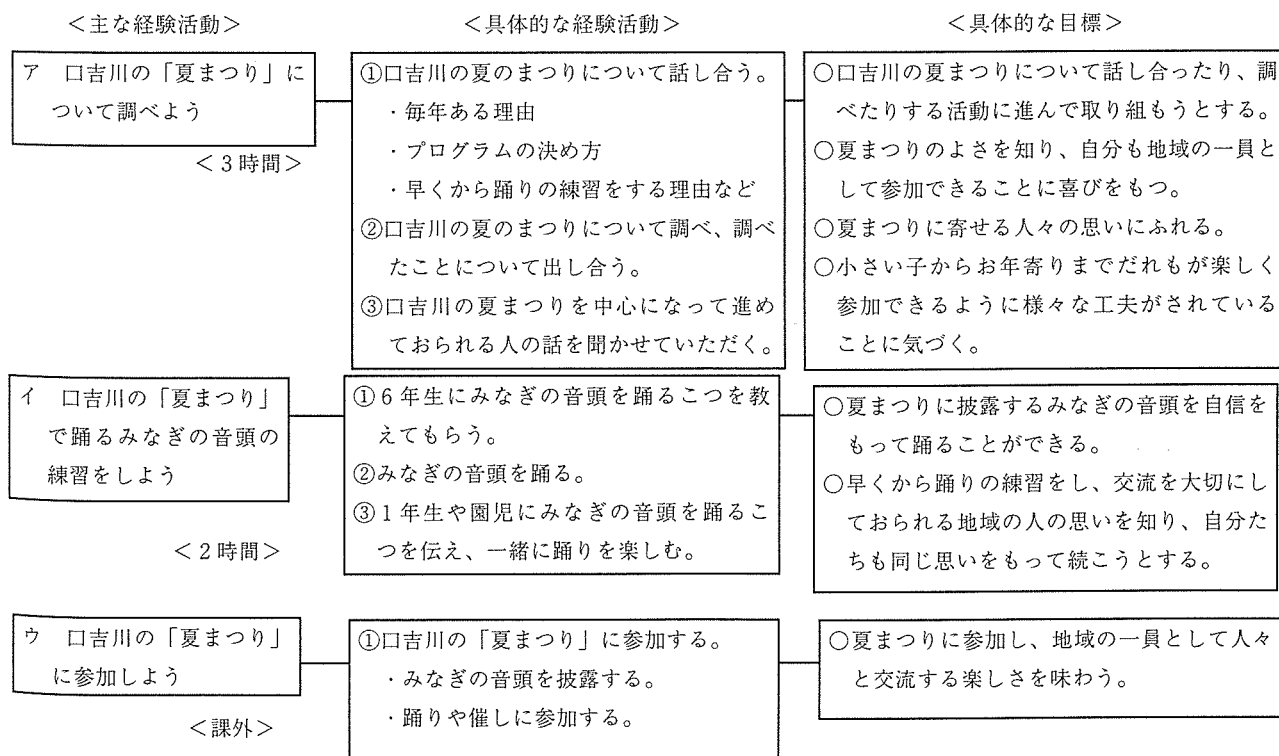 ＜主な経験活動＞
＜具体的な経験活動＞
＜具体的な目標＞
ア　口吉川の「夏まつり」に
ついて調べよう
＜３時間＞
①口吉川の夏のまつりについて話し合う。
・毎年ある理由
・プログラムの決め方
・早くから踊りの練習をする理由など
②口吉川の夏のまつりについて調べ、調べ
たことについて出し合う。
③口吉川の夏まつりを中心になって進め
ておられる人の話を聞かせていただく。
○口吉川の夏まつりについて話し合ったり、調
べたりする活動に進んで取り組もうとする。
○夏まつりのよさを知り、自分も地域の一員と
して参加できることに喜びをもつ。
○夏まつりに寄せる人々の思いにふれる。
○小さい子からお年寄りまでだれもが楽しく
参加できるように様々な工夫がされている
ことに気づく。
イ　口吉川の「夏まつり」
で踊るみなぎの音頭の
練習をしよう
＜２時間＞
①６年生にみなぎの音頭を踊るこつを教
えてもらう。
②みなぎの音頭を踊る。
③１年生や園児にみなぎの音頭を踊るこ
つを伝え、一緒に踊りを楽しむ。
○夏まつりに披露するみなぎの音頭を自信を
もって踊ることができる。
○早くから踊りの練習をし、交流を大切にし
ておられる地域の人の思いを知り、自分た
ちも同じ思いをもって続こうとする。
ウ　口吉川の「夏まつり」
に参加しよう
＜課外＞
①口吉川の「夏まつり」に参加する。
・みなぎの音頭を披露する。
・踊りや催しに参加する。
○夏まつりに参加し、地域の一員として人々
と交流する楽しさを味わう。